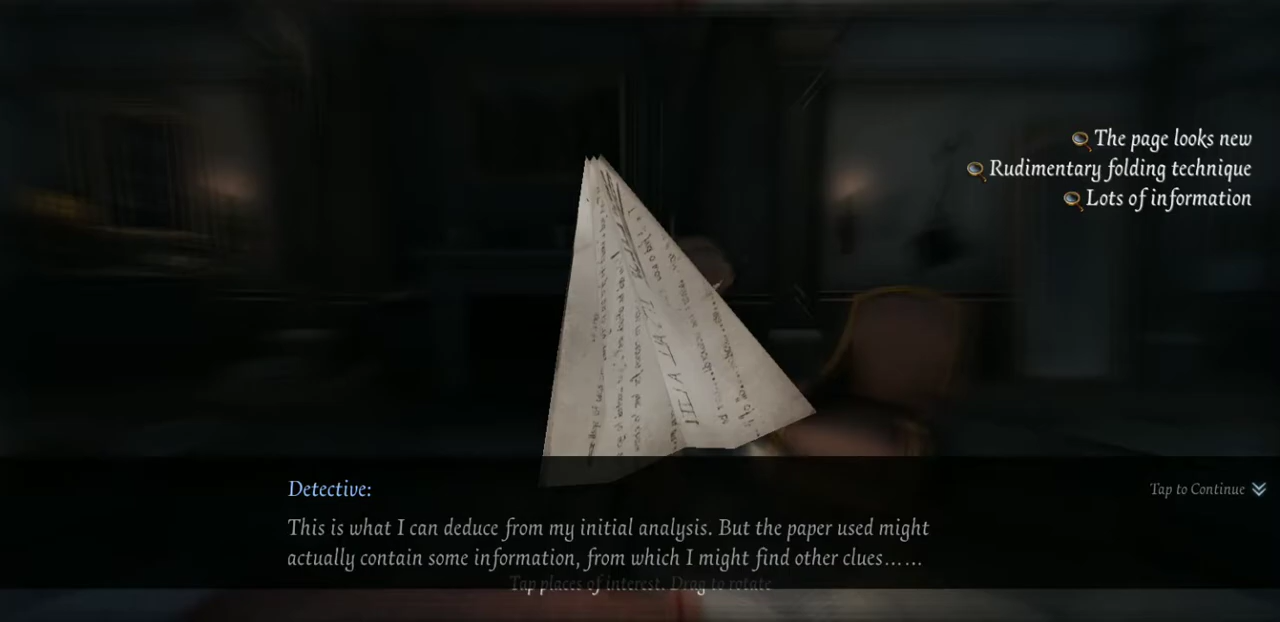 The page looks new
Rudimentary folding technique
Lots of information
Detective:
Tap to Continue
This is what I can deduce from my initial analysis. But the paper used might
actually contain some information, from which I might find other clues……
Tap places of interest. Drag to rotate